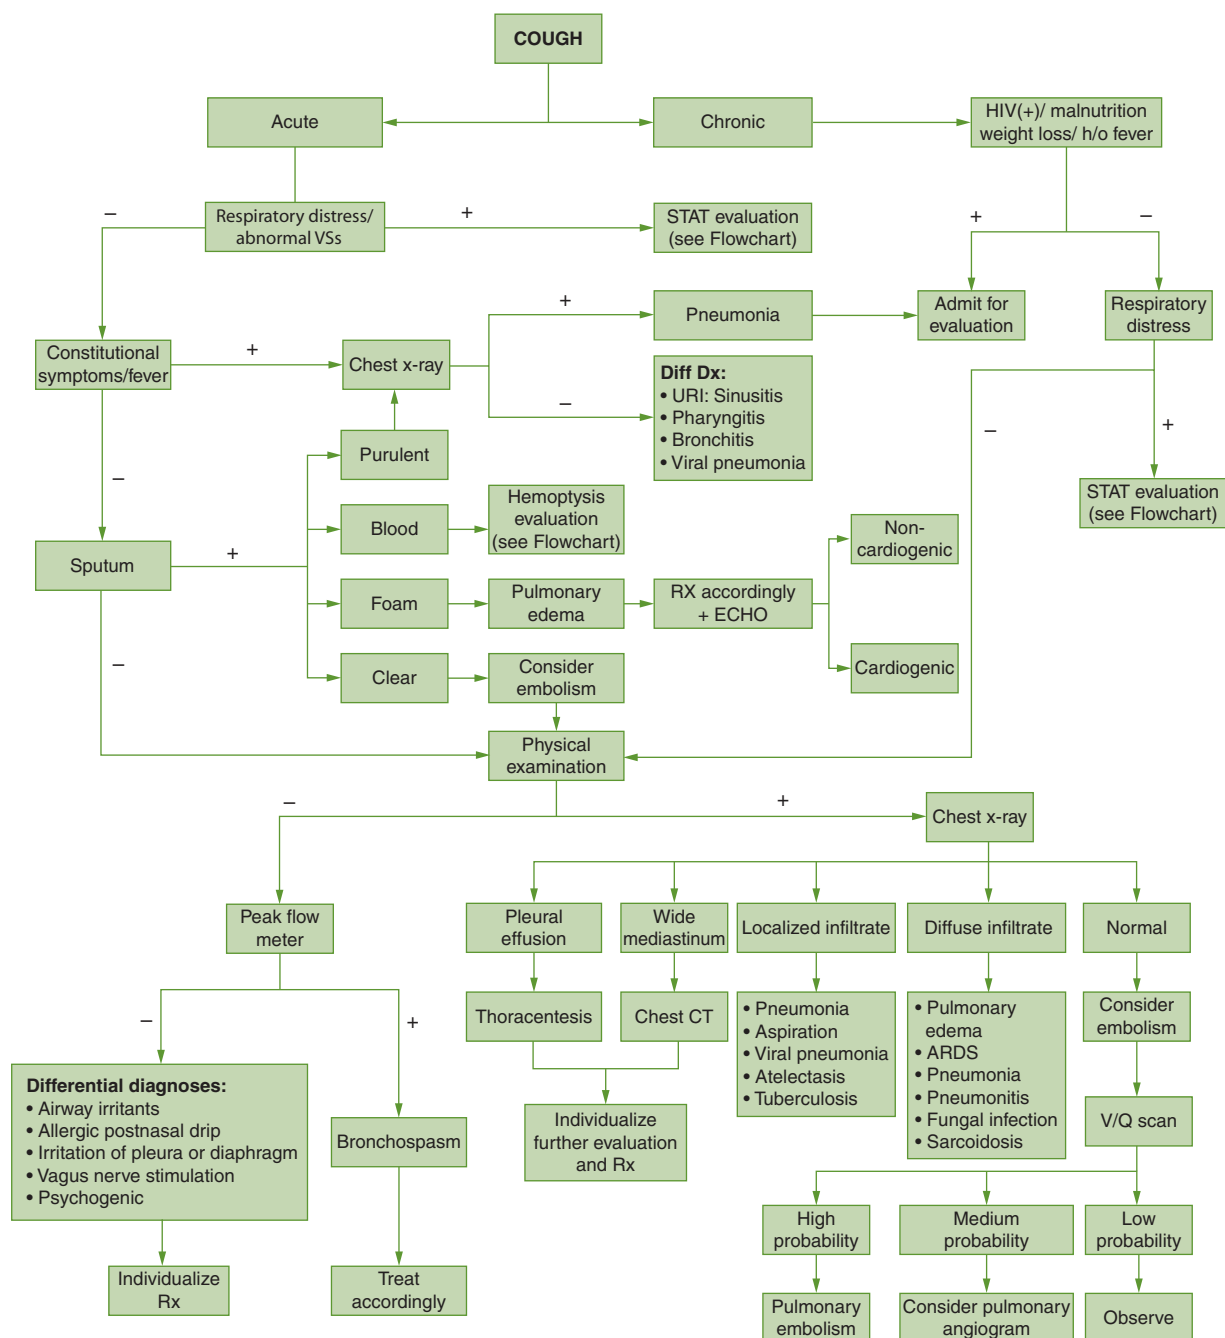 COUGH
Acute
Chronic
HIV(+)/ malnutrition
weight loss/ h/o fever
–
Respiratory distress/
abnormal VSs
+
STAT evaluation
(see Flowchart)
+
–
Constitutional
symptoms/fever
+
Chest x-ray
+
Pneumonia
Admit for
evaluation
Respiratory
distress
–
Diff Dx:
• URI: Sinusitis
• Pharyngitis
• Bronchitis
• Viral pneumonia
–
+
STAT evaluation
(see Flowchart)
–
Sputum
+
Purulent
Blood
Hemoptysis
evaluation
(see Flowchart)
Foam
Pulmonary
edema
RX accordingly
+ ECHO
Non-
cardiogenic
Cardiogenic
Clear
Consider
embolism
–
Physical
examination
–
+
Chest x-ray
Peak flow
meter
Pleural
effusion
Wide
mediastinum
Localized infiltrate
Diffuse infiltrate
Normal
–
+
Thoracentesis
Chest CT
• Pneumonia
• Aspiration
• Viral pneumonia
• Atelectasis
• Tuberculosis
• Pulmonary
edema
• ARDS
• Pneumonia
• Pneumonitis
• Fungal infection
• Sarcoidosis
Consider
embolism
Differential diagnoses:
• Airway irritants
• Allergic postnasal drip
• Irritation of pleura or diaphragm
• Vagus nerve stimulation
• Psychogenic
Bronchospasm
Individualize
further evaluation
and Rx
V/Q scan
High
probability
Medium
probability
Low
probability
Individualize
Rx
Treat
accordingly
Pulmonary
embolism
Consider pulmonary
angiogram
Observe